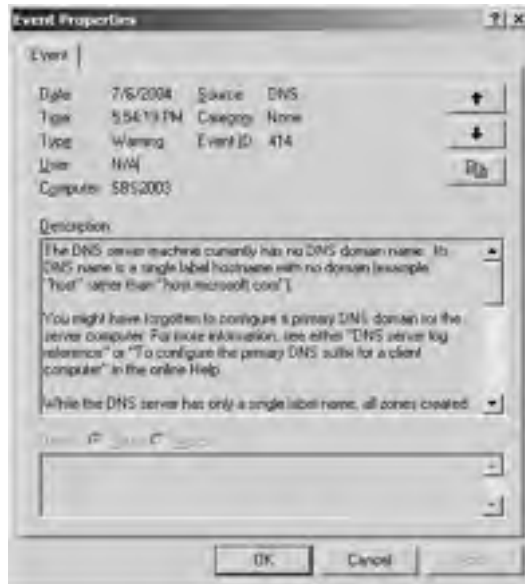 Event Properties
Event
Date: 7/6/2004 Source: DNS
Time: 5:54:19 PM Category: None
Type: Warning Event ID: 414
User: N/A
Computer: SBS2003
Description:
The DNS server machine currently has no DNS domain name. Its
DNS name is a single label hostname with no domain (example:
"host" rather than "host.microsoft.com").
You might have forgotten to configure a primary DNS domain for the
server computer. For more information, see either "DNS server log
reference" or "To configure the primary DNS suffix for a client
computer" in the online Help.
While the DNS server has only a single label name, all zones created
OK Cancel